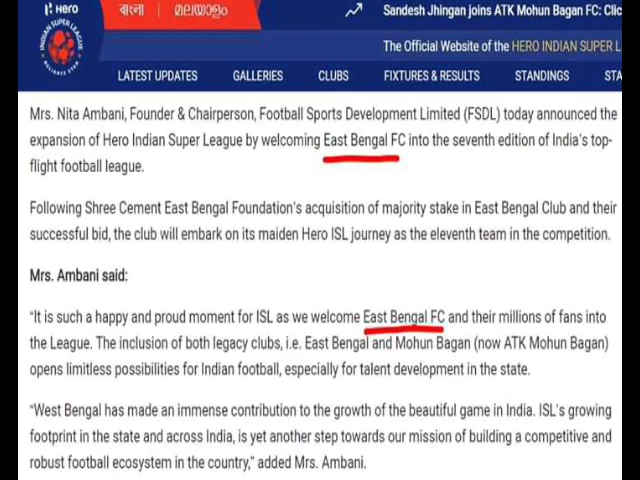 Hero
বাংলা | മലയാളം
Sandesh Jhingan joins ATK Mohun Bagan FC: Clic
INDIAN SUPER LEAGUE
The Official Website of the HERO INDIAN SUPER L
LATEST UPDATES GALLERIES CLUBS FIXTURES & RESULTS STANDINGS STA
Mrs. Nita Ambani, Founder & Chairperson, Football Sports Development Limited (FSDL) today announced the
expansion of Hero Indian Super League by welcoming East Bengal FC into the seventh edition of India's top-
flight football league.
Following Shree Cement East Bengal Foundation's acquisition of majority stake in East Bengal Club and their
successful bid, the club will embark on its maiden Hero ISL journey as the eleventh team in the competition.
Mrs. Ambani said:
"It is such a happy and proud moment for ISL as we welcome East Bengal FC and their millions of fans into
the League. The inclusion of both legacy clubs, i.e. East Bengal and Mohun Bagan (now ATK Mohun Bagan)
opens limitless possibilities for Indian football, especially for talent development in the state.
"West Bengal has made an immense contribution to the growth of the beautiful game in India. ISL's growing
footprint in the state and across India, is yet another step towards our mission of building a competitive and
robust football ecosystem in the country," added Mrs. Ambani.